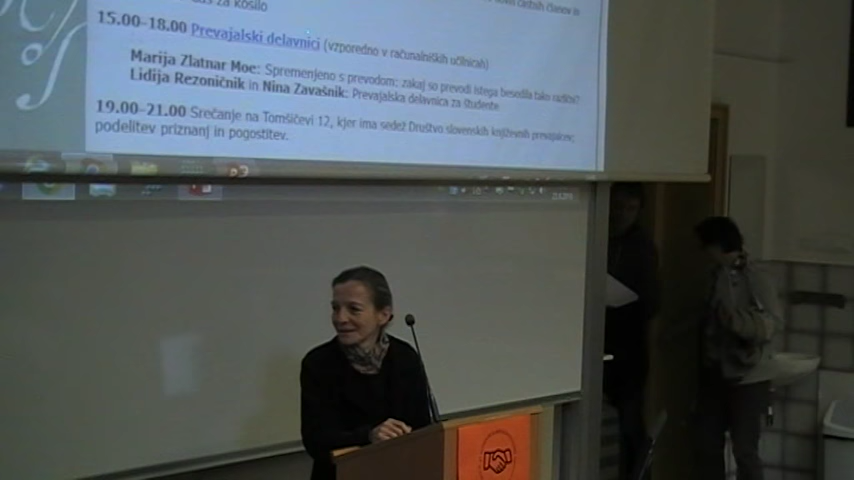 za kosilo
15.00–18.00 Prevajalski delavnici (vzporedno v računalniških učilnicah)
Marija Zlatnar Moe: Spremenjeno s prevodom: zakaj so prevodi istega besedila tako različni?
Lidija Rezoničnik in Nina Zavašnik: Prevajalska delavnica za študente
19.00–21.00 Srečanje na Tomšičevi 12, kjer ima sedež Društvo slovenskih književnih prevajalcev;
podelitev priznanj in pogostitev.